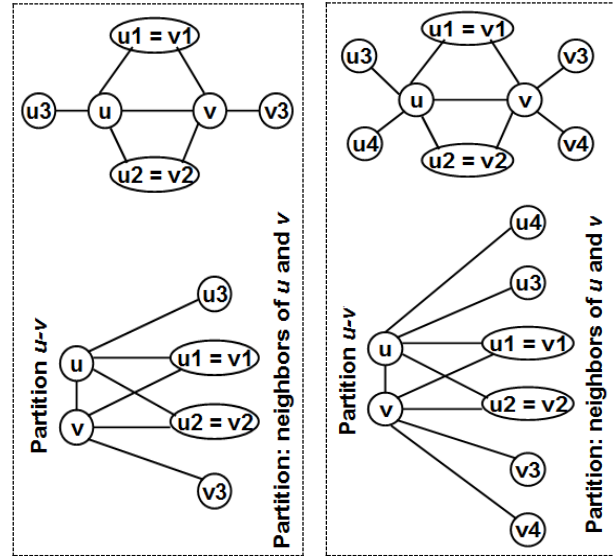 u1 = v1
u3
u
v
v3
u2 = v2
u3
u
u1 = v1
v
u2 = v2
v3
Partition u-v
Partition: neighbors of u and v
u1 = v1
u3
v3
u
v
u4
v4
u2 = v2
u4
u3
u
u1 = v1
v
u2 = v2
v3
v4
Partition u-v
Partition: neighbors of u and v